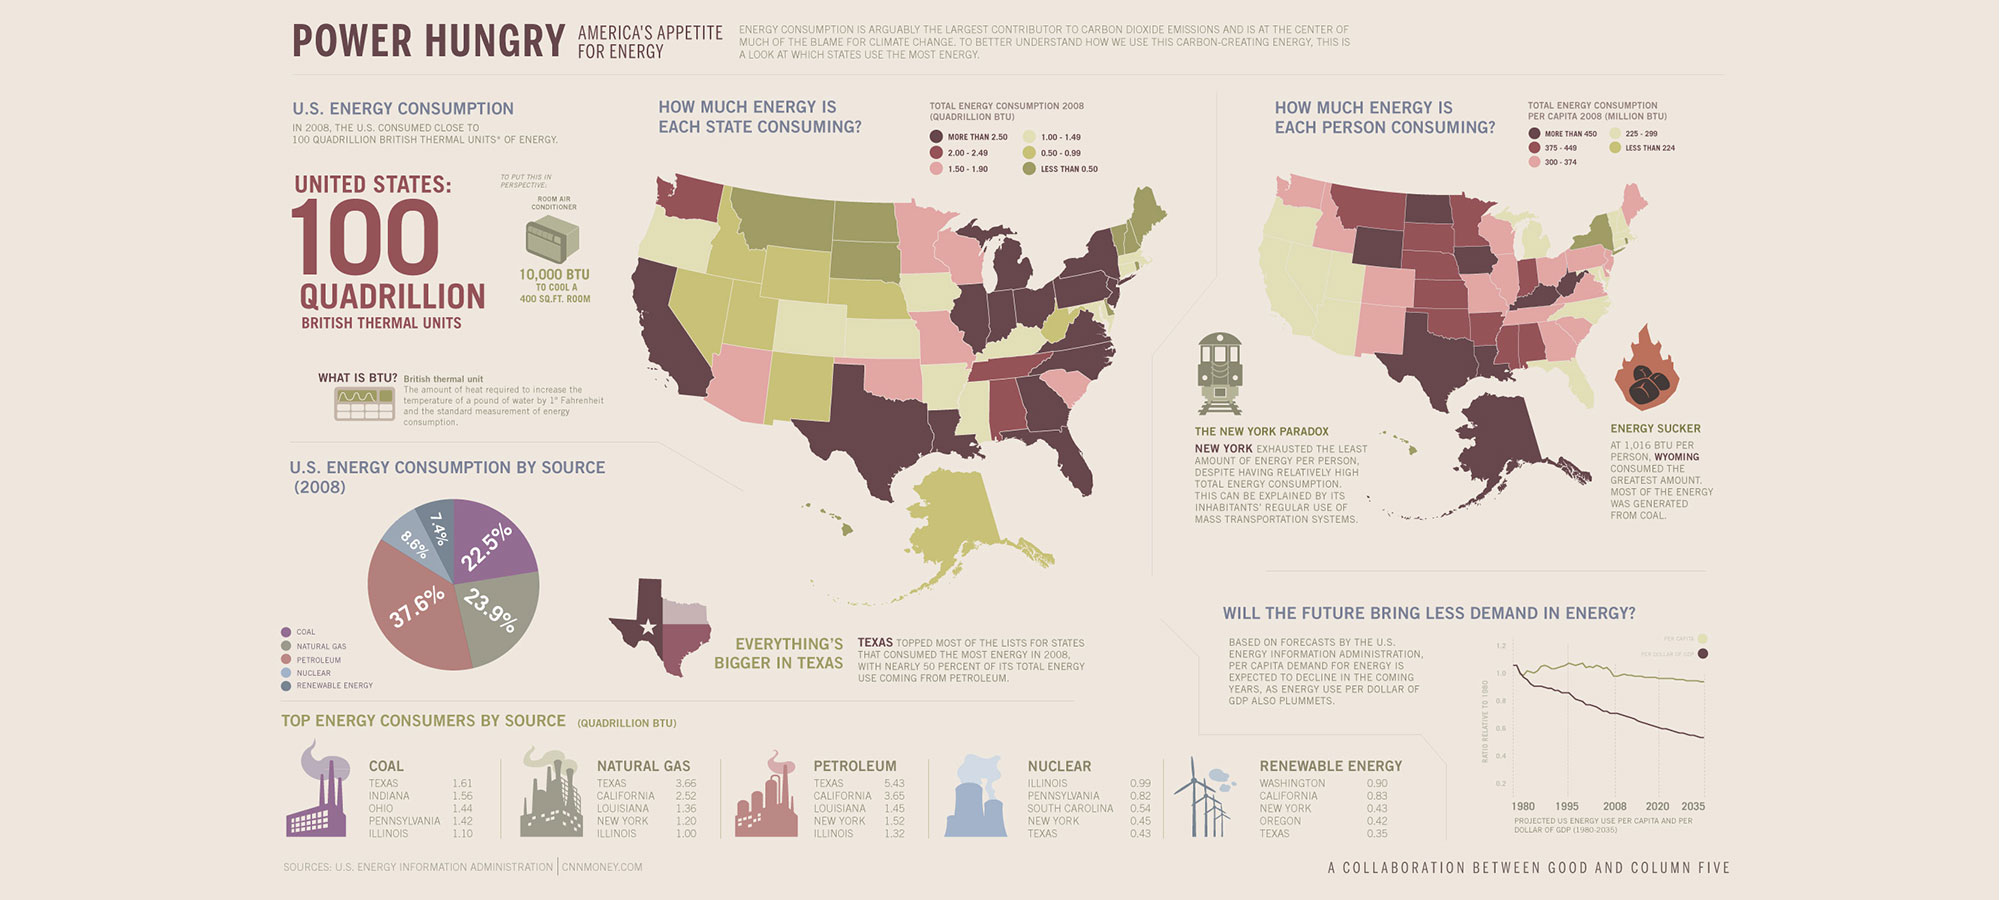 POWER HUNGRY
AMERICA'S APPETITE
FOR ENERGY
ENERGY CONSUMPTION IS ARGUABLY THE LARGEST CONTRIBUTOR TO CARBON DIOXIDE EMISSIONS AND IS AT THE CENTER OF
MUCH OF THE BLAME FOR CLIMATE CHANGE. TO BETTER UNDERSTAND HOW WE USE THIS CARBON-CREATING ENERGY, THIS IS
A LOOK AT WHICH STATES USE THE MOST ENERGY.
U.S. ENERGY CONSUMPTION
IN 2008, THE U.S. CONSUMED CLOSE TO
100 QUADRILLION BRITISH THERMAL UNITS* OF ENERGY.
UNITED STATES:
100
QUADRILLION
BRITISH THERMAL UNITS
TO PUT THIS IN
PERSPECTIVE:
ROOM AIR
CONDITIONER
10,000 BTU
TO COOL A
400 SQ.FT. ROOM
WHAT IS BTU?
British thermal unit
The amount of heat required to increase the
temperature of a pound of water by 1° Fahrenheit
and the standard measurement of energy
consumption.
HOW MUCH ENERGY IS
EACH STATE CONSUMING?
TOTAL ENERGY CONSUMPTION 2008
(QUADRILLION BTU)
MORE THAN 2.50
2.00 - 2.49
1.50 - 1.90
1.00 - 1.49
0.50 - 0.99
LESS THAN 0.50
HOW MUCH ENERGY IS
EACH PERSON CONSUMING?
TOTAL ENERGY CONSUMPTION
PER CAPITA 2008 (MILLION BTU)
MORE THAN 450
375 - 449
300 - 374
225 - 299
LESS THAN 224
THE NEW YORK PARADOX
NEW YORK EXHAUSTED THE LEAST
AMOUNT OF ENERGY PER PERSON,
DESPITE HAVING RELATIVELY HIGH
TOTAL ENERGY CONSUMPTION.
THIS CAN BE EXPLAINED BY ITS
INHABITANTS' REGULAR USE OF
MASS TRANSPORTATION SYSTEMS.
ENERGY SUCKER
AT 1,016 BTU PER
PERSON, WYOMING
CONSUMED THE
GREATEST AMOUNT.
MOST OF THE ENERGY
WAS GENERATED
FROM COAL.
U.S. ENERGY CONSUMPTION BY SOURCE
(2008)
22.5%
23.9%
37.6%
8.6%
7.4%
COAL
NATURAL GAS
PETROLEUM
NUCLEAR
RENEWABLE ENERGY
EVERYTHING'S
BIGGER IN TEXAS
TEXAS TOPPED MOST OF THE LISTS FOR STATES
THAT CONSUMED THE MOST ENERGY IN 2008,
WITH NEARLY 50 PERCENT OF ITS TOTAL ENERGY
USE COMING FROM PETROLEUM.
WILL THE FUTURE BRING LESS DEMAND IN ENERGY?
BASED ON FORECASTS BY THE U.S.
ENERGY INFORMATION ADMINISTRATION,
PER CAPITA DEMAND FOR ENERGY IS
EXPECTED TO DECLINE IN THE COMING
YEARS, AS ENERGY USE PER DOLLAR OF
GDP ALSO PLUMMETS.
PER CAPITA
PER DOLLAR OF GDP
RATIO RELATIVE TO 1980
1.2
1.0
0.8
0.6
0.4
0.2
1980 1995 2008 2020 2035
PROJECTED US ENERGY USE PER CAPITA AND PER
DOLLAR OF GDP (1980-2035)
TOP ENERGY CONSUMERS BY SOURCE (QUADRILLION BTU)
COAL
TEXAS 1.61
INDIANA 1.56
OHIO 1.44
PENNSYLVANIA 1.42
ILLINOIS 1.10
NATURAL GAS
TEXAS 3.66
CALIFORNIA 2.52
LOUISIANA 1.36
NEW YORK 1.20
ILLINOIS 1.00
PETROLEUM
TEXAS 5.43
CALIFORNIA 3.65
LOUISIANA 1.45
NEW YORK 1.52
ILLINOIS 1.32
NUCLEAR
ILLINOIS 0.99
PENNSYLVANIA 0.82
SOUTH CAROLINA 0.54
NEW YORK 0.45
TEXAS 0.43
RENEWABLE ENERGY
WASHINGTON 0.90
CALIFORNIA 0.83
NEW YORK 0.43
OREGON 0.42
TEXAS 0.35
SOURCES: U.S. ENERGY INFORMATION ADMINISTRATION | CNNMONEY.COM
A COLLABORATION BETWEEN GOOD AND COLUMN FIVE